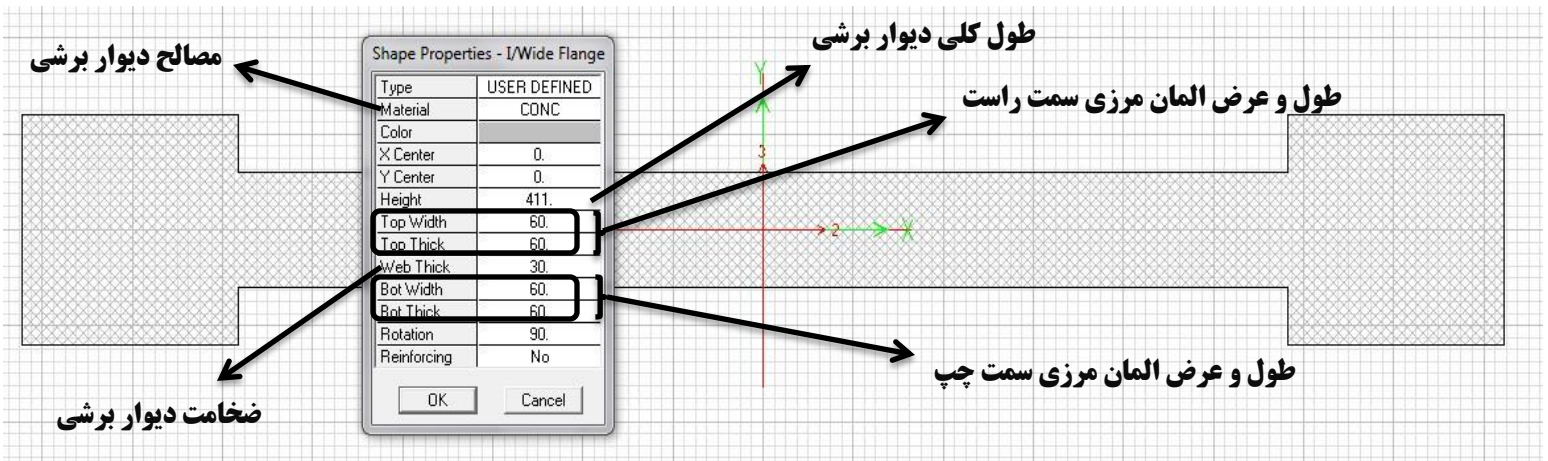 طول کلی دیوار برشی
مصالح دیوار برشی
Shape Properties - I/Wide Flange
طول و عرض المان مرزی سمت راست
Type USER DEFINED
Material CONC
Color
X Center 0.
Y Center 0.
Height 411.
Top Width 60.
Top Thick 60.
Web Thick 30.
Bot Width 60.
Bot Thick 60.
Rotation 90.
Reinforcing No
OK Cancel
Y
3
2 X
طول و عرض المان مرزی سمت چپ
ضخامت دیوار برشی